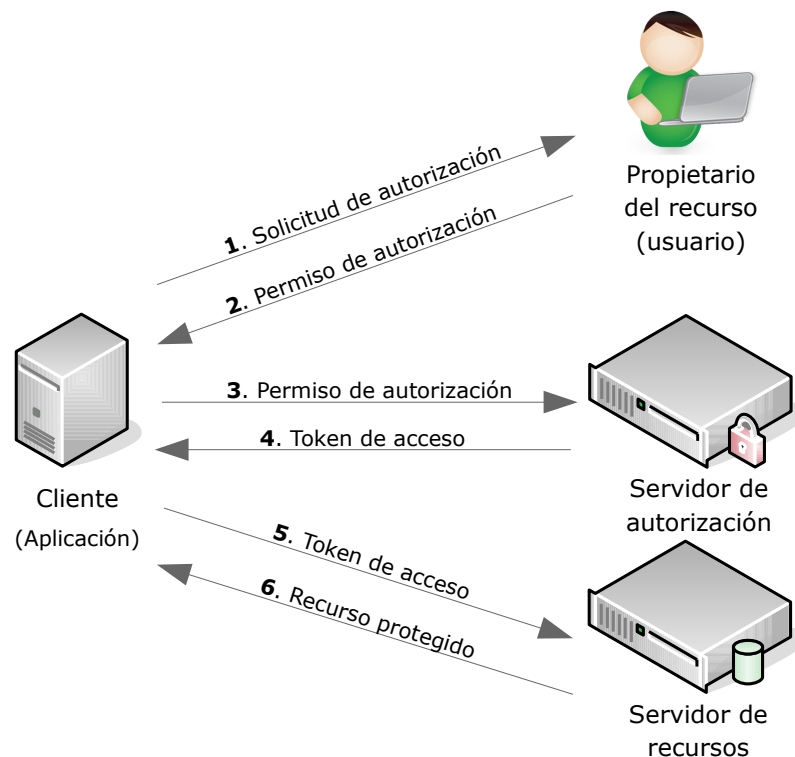 Propietario
del recurso
(usuario)
1. Solicitud de autorización
2. Permiso de autorización
3. Permiso de autorización
4. Token de acceso
Cliente
(Aplicación)
Servidor de
autorización
5. Token de acceso
6. Recurso protegido
Servidor de
recursos